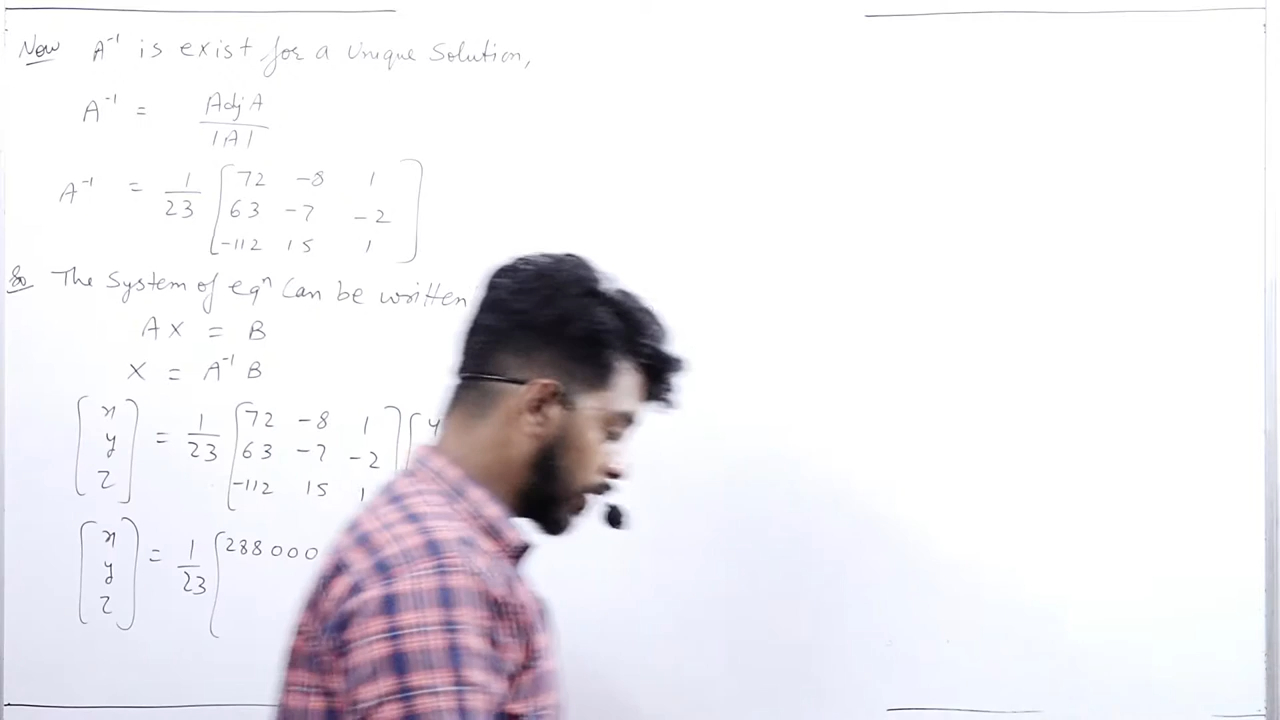 Now A⁻¹ is exist for a Unique Solution,
A⁻¹ = Adj A / |A|
A⁻¹ = 1/23 [72 -8 1
63 -7 -2
-112 15 1]
So The System of eqⁿ can be written
AX = B
X = A⁻¹ B
[x y z] = 1/23 [72 -8 1
63 -7 -2
-112 15 1] [4
[x y z] = 1/23 [288000